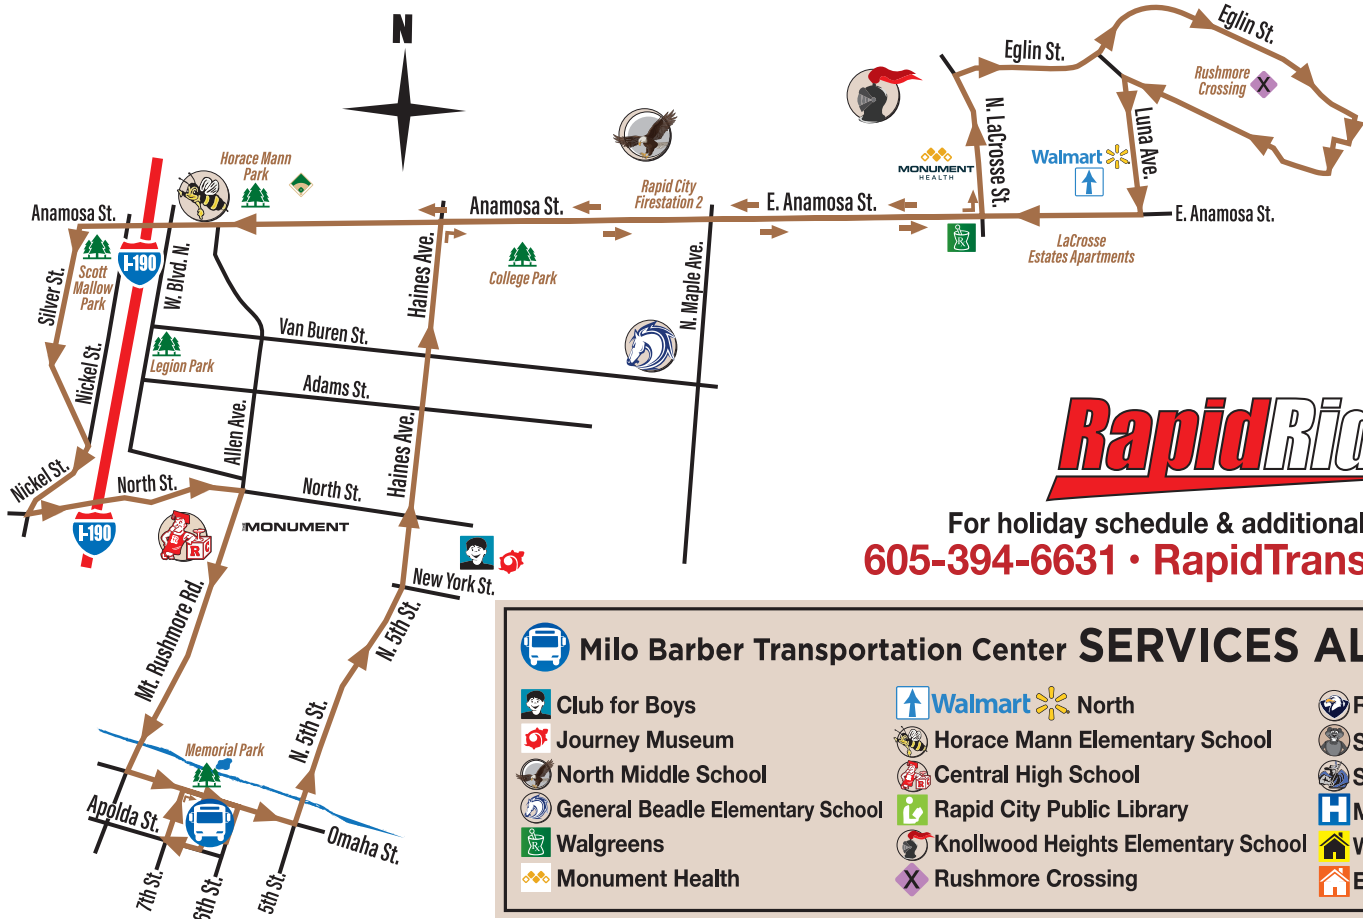 N
Eglin St.
Eglin St.
Rushmore
Crossing
X
N. LaCrosse St.
Luna Ave.
Walmart
MONUMENT
HEALTH
Horace Mann
Park
Rapid City
Firestation 2
Anamosa St.
Anamosa St.
E. Anamosa St.
E. Anamosa St.
LaCrosse
Estates Apartments
R
College Park
Scott
Mallow
Park
I-190
W. Blvd. N.
Silver St.
Haines Ave.
N. Maple Ave.
Van Buren St.
Legion Park
Adams St.
Nickel St.
Allen Ave.
Haines Ave.
Nickel St.
North St.
North St.
I-190
R C
THE MONUMENT
New York St.
N. 5th St.
Mt. Rushmore Rd.
N. 5th St.
Memorial Park
Apolda St.
Omaha St.
7th St.
6th St.
5th St.
RapidRid
For holiday schedule & additional
605-394-6631 • RapidTrans
Milo Barber Transportation Center SERVICES AL
Club for Boys
Journey Museum
North Middle School
General Beadle Elementary School
Walgreens
Monument Health
Walmart North
Horace Mann Elementary School
Central High School
Rapid City Public Library
Knollwood Heights Elementary School
X Rushmore Crossing
F
S
S
H M
W
E